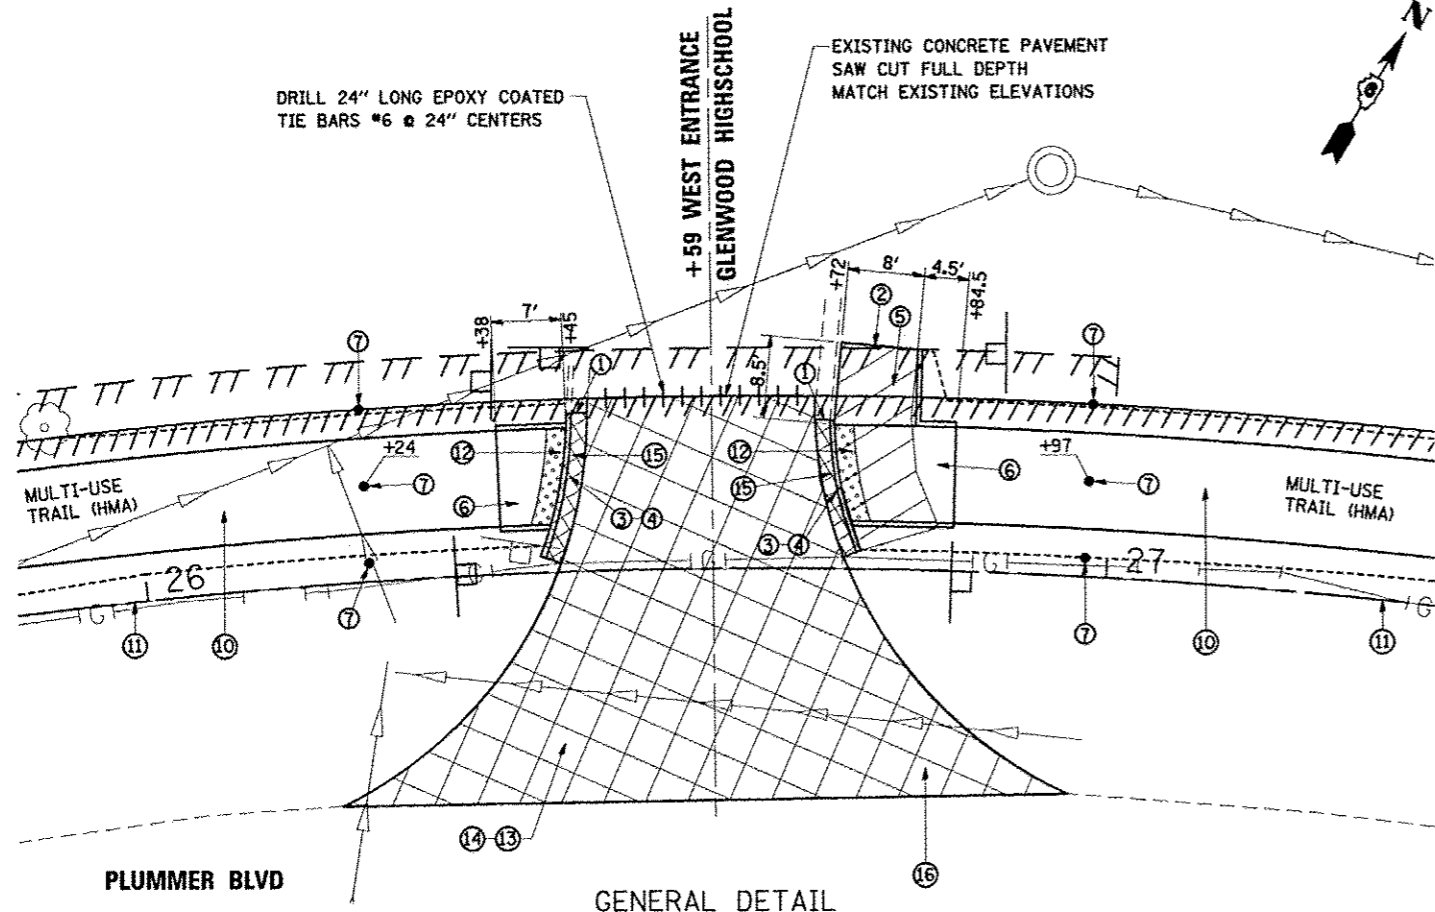 N
EXISTING CONCRETE PAVEMENT
SAW CUT FULL DEPTH
MATCH EXISTING ELEVATIONS
DRILL 24" LONG EPOXY COATED
TIE BARS #6 @ 24" CENTERS
+59 WEST ENTRANCE
GLENWOOD HIGHSCHOOL
+72
8'
4.5'
+84.5
2
5
7
+38
7'
+45
1
8.5'
1
7
12
+24
7
6
15
3
4
12
15
3
4
6
+97
7
MULTI-USE
TRAIL (HMA)
MULTI-USE
TRAIL (HMA)
26
G
G
G
27
G
11
10
7
7
10
11
14
13
16
PLUMMER BLVD
GENERAL DETAIL